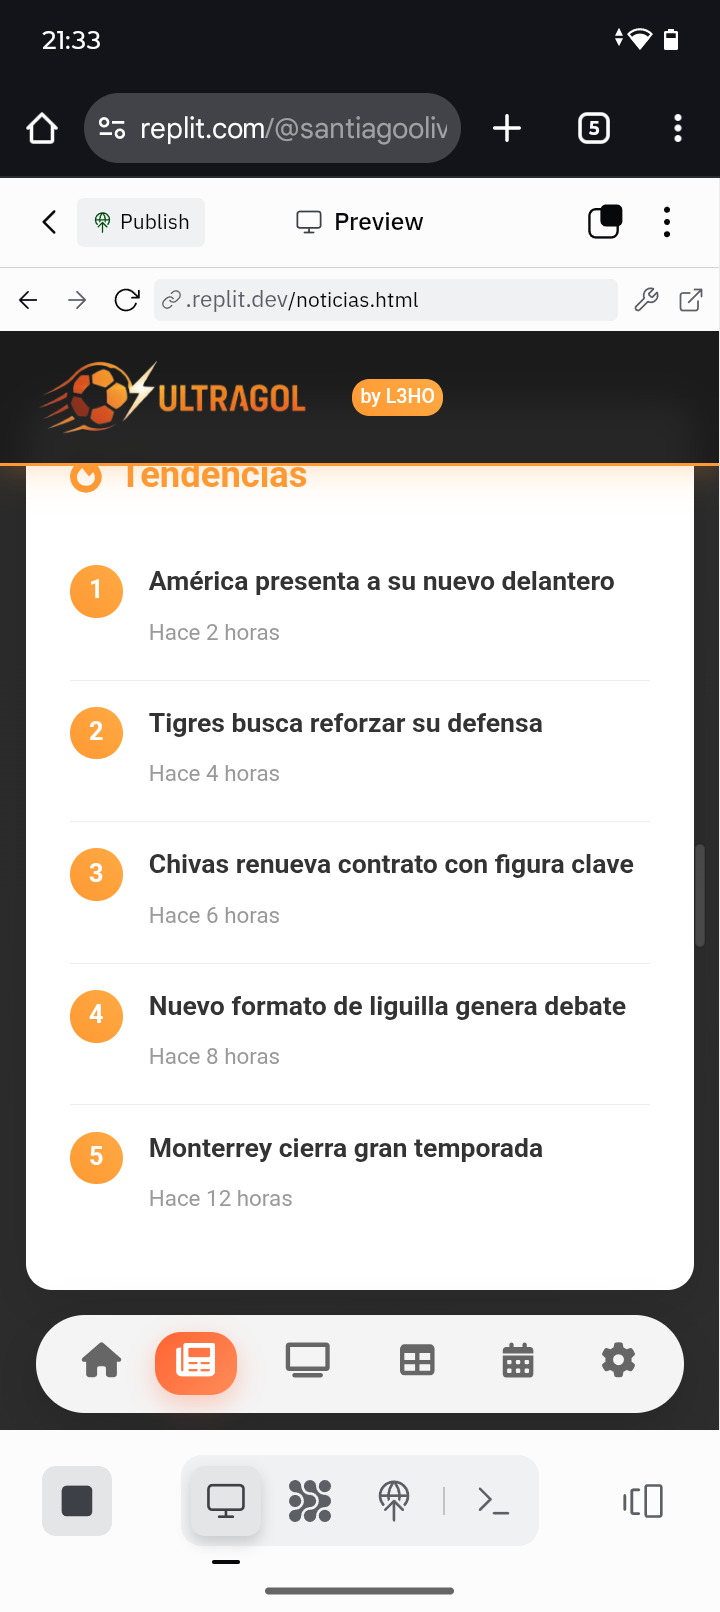 21:33
replit.com/@santiagooliv
5
Publish
Preview
.replit.dev/noticias.html
ULTRAGOL
by L3HO
Tendencias
1
América presenta a su nuevo delantero
Hace 2 horas
2
Tigres busca reforzar su defensa
Hace 4 horas
3
Chivas renueva contrato con figura clave
Hace 6 horas
4
Nuevo formato de liguilla genera debate
Hace 8 horas
5
Monterrey cierra gran temporada
Hace 12 horas